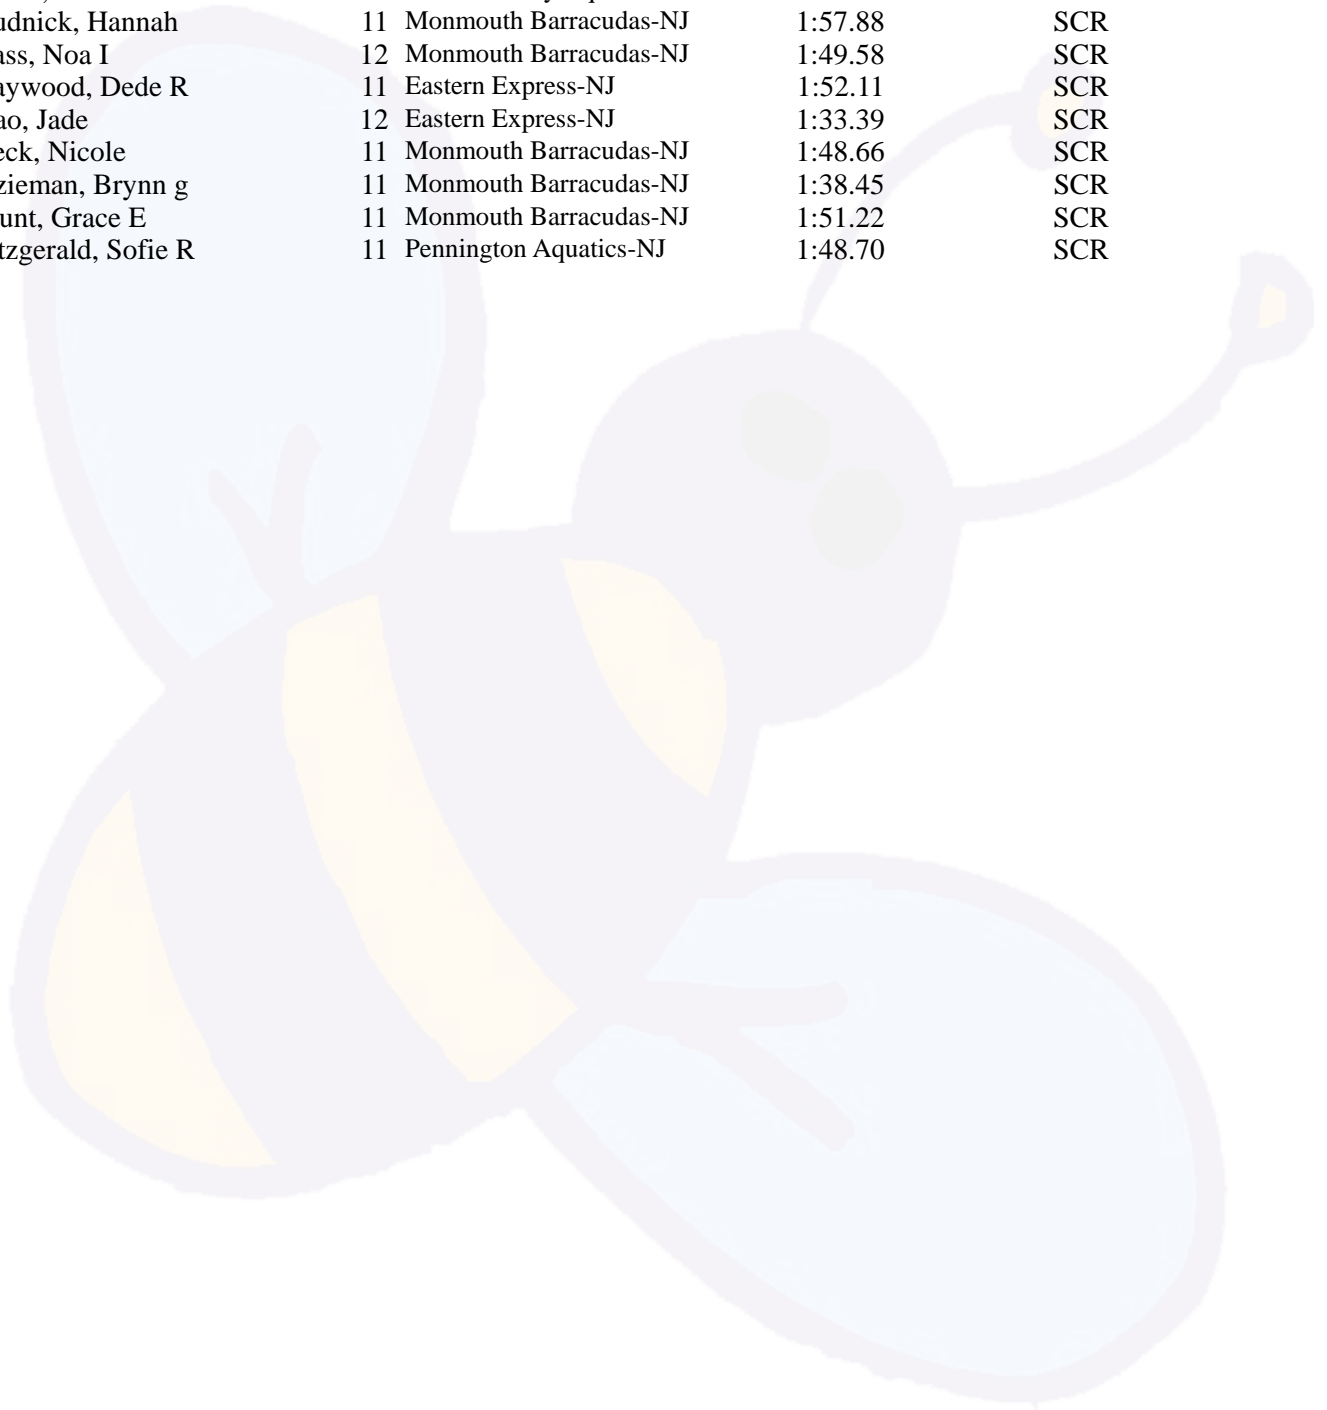 udnick, Hannah 11 Monmouth Barracudas-NJ 1:57.88 SCR
ass, Noa I 12 Monmouth Barracudas-NJ 1:49.58 SCR
aywood, Dede R 11 Eastern Express-NJ 1:52.11 SCR
ao, Jade 12 Eastern Express-NJ 1:33.39 SCR
eck, Nicole 11 Monmouth Barracudas-NJ 1:48.66 SCR
zieman, Brynn g 11 Monmouth Barracudas-NJ 1:38.45 SCR
unt, Grace E 11 Monmouth Barracudas-NJ 1:51.22 SCR
tzgerald, Sofie R 11 Pennington Aquatics-NJ 1:48.70 SCR